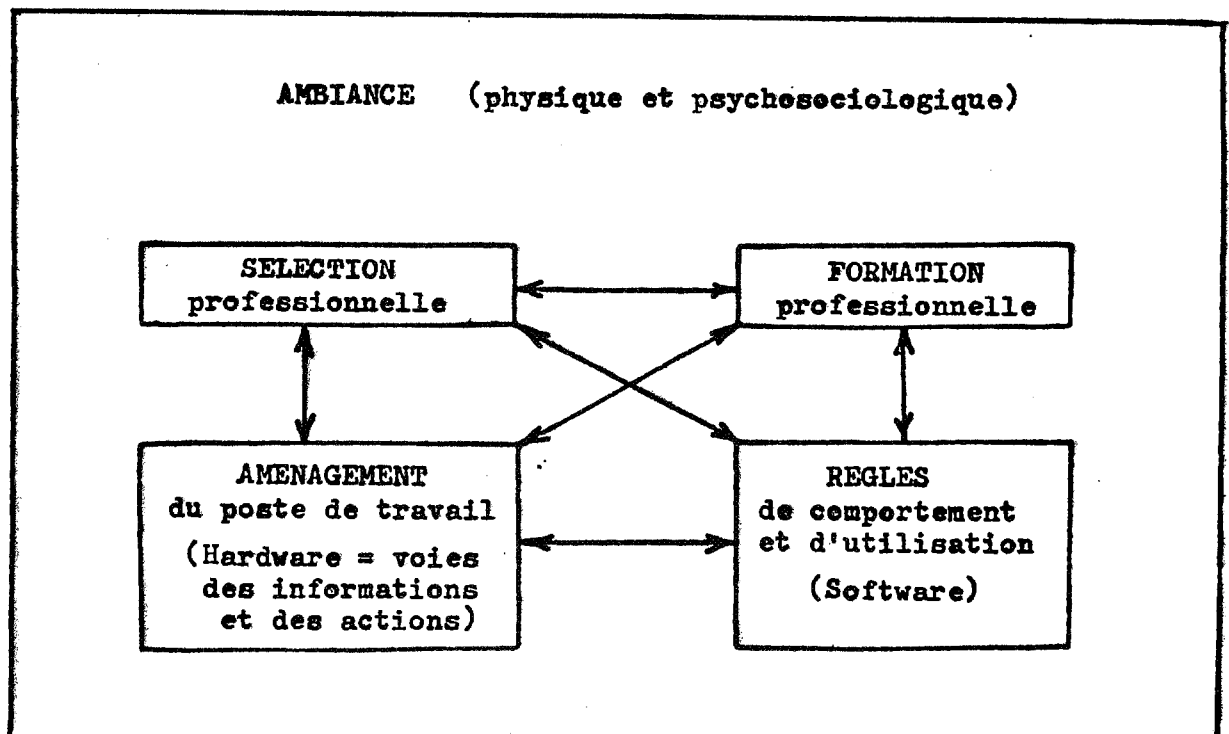 AMBIANCE (physique et psychosociologique)
SELECTION
professionnelle
FORMATION
professionnelle
AMENAGEMENT
du poste de travail
(Hardware = voies
des informations
et des actions)
REGLES
de comportement
et d'utilisation
(Software)